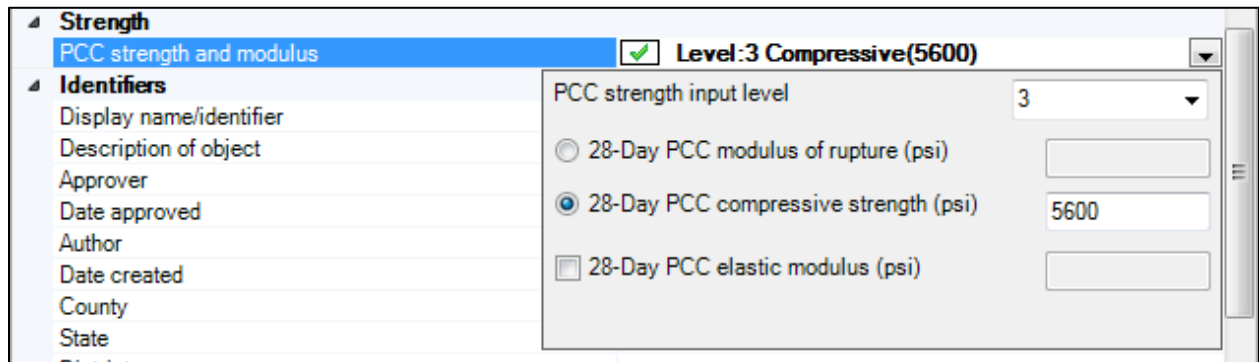 Strength
PCC strength and modulus Level:3 Compressive(5600)
Identifiers
Display name/identifier
Description of object
Approver
Date approved
Author
Date created
County
State
PCC strength input level 3
28-Day PCC modulus of rupture (psi)
28-Day PCC compressive strength (psi) 5600
28-Day PCC elastic modulus (psi)